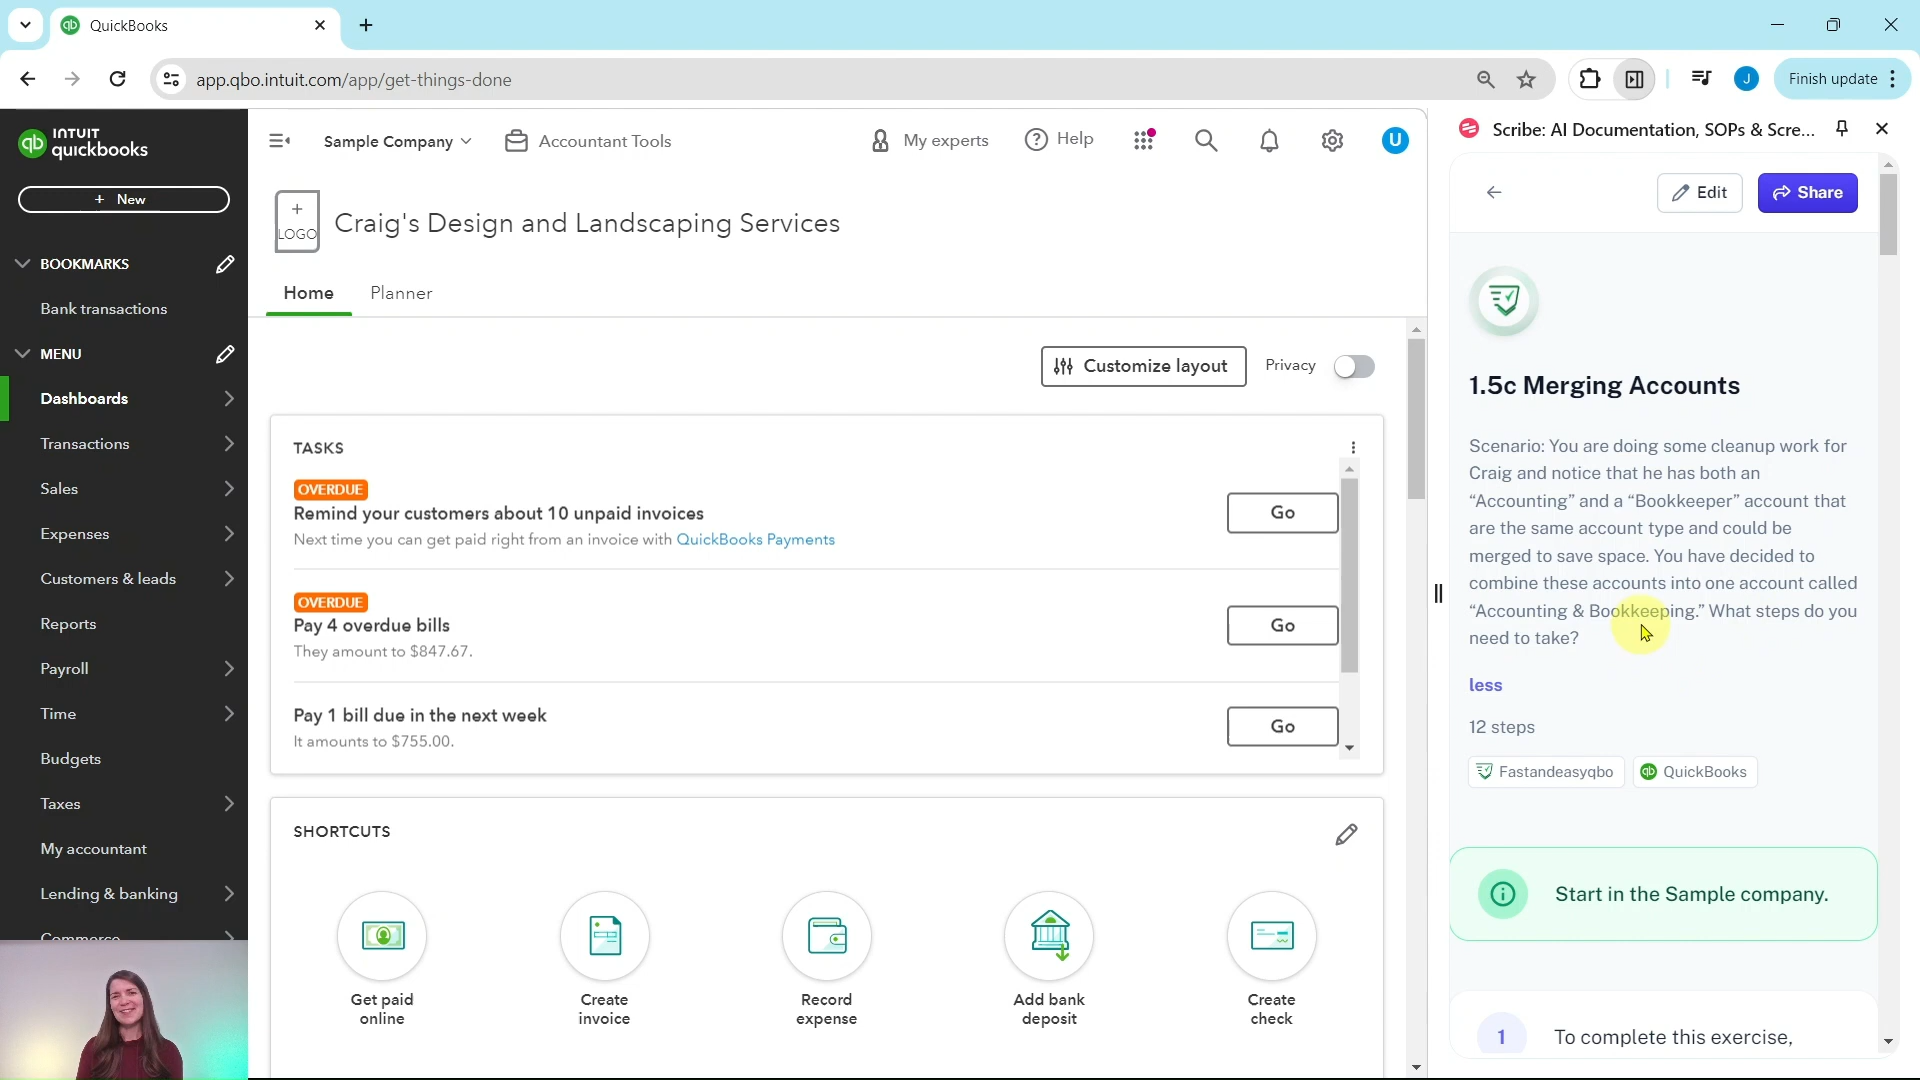 QuickBooks
app.qbo.intuit.com/app/get-things-done
J
Finish update
INTUIT
quickbooks
+ New
BOOKMARKS
Bank transactions
MENU
Dashboards
Transactions
Sales
Expenses
Customers & leads
Reports
Payroll
Time
Budgets
Taxes
My accountant
Lending & banking
Commerce
Sample Company
Accountant Tools
My experts
Help
U
+
LOGO
Craig's Design and Landscaping Services
Home
Planner
Customize layout
Privacy
TASKS
OVERDUE
Remind your customers about 10 unpaid invoices
Next time you can get paid right from an invoice with QuickBooks Payments
Go
OVERDUE
Pay 4 overdue bills
They amount to $847.67.
Go
Pay 1 bill due in the next week
It amounts to $755.00.
Go
SHORTCUTS
Get paid
online
Create
invoice
Record
expense
Add bank
deposit
Create
check
Scribe: AI Documentation, SOPs & Scre...
Edit
Share
1.5c Merging Accounts
Scenario: You are doing some cleanup work for
Craig and notice that he has both an
“Accounting” and a “Bookkeeper” account that
are the same account type and could be
merged to save space. You have decided to
combine these accounts into one account called
“Accounting & Bookkeeping.” What steps do you
need to take?
less
12 steps
Fastandeasyqbo
QuickBooks
Start in the Sample company.
1
To complete this exercise,